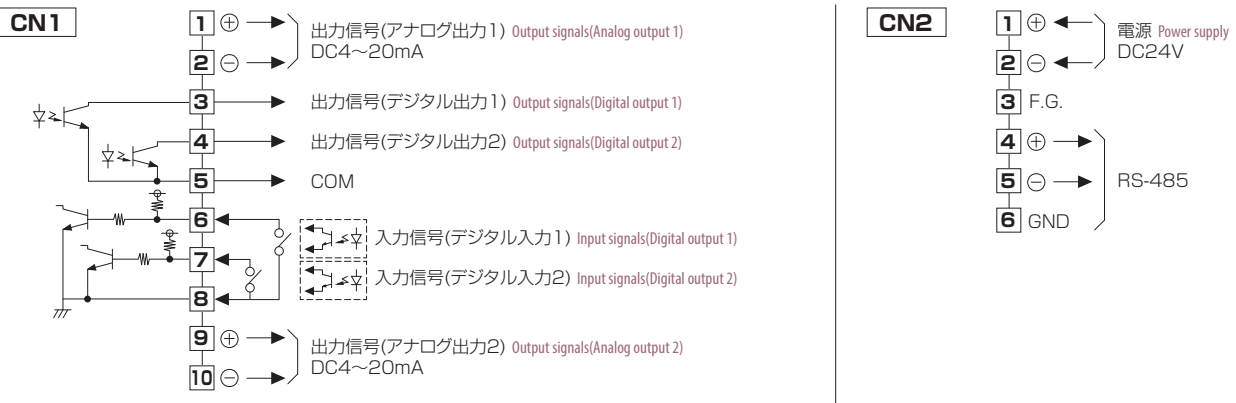 CN1
1 ⊕ 出力信号(アナログ出力1) Output signals(Analog output 1)
2 ⊖ DC4～20mA
3 出力信号(デジタル出力1) Output signals(Digital output 1)
4 出力信号(デジタル出力2) Output signals(Digital output 2)
5 COM
6 入力信号(デジタル入力1) Input signals(Digital output 1)
7 入力信号(デジタル入力2) Input signals(Digital output 2)
8
9 ⊕ 出力信号(アナログ出力2) Output signals(Analog output 2)
10 ⊖ DC4～20mA
CN2
1 ⊕ 電源 Power supply
2 ⊖ DC24V
3 F.G.
4 ⊕
5 ⊖ RS-485
6 GND